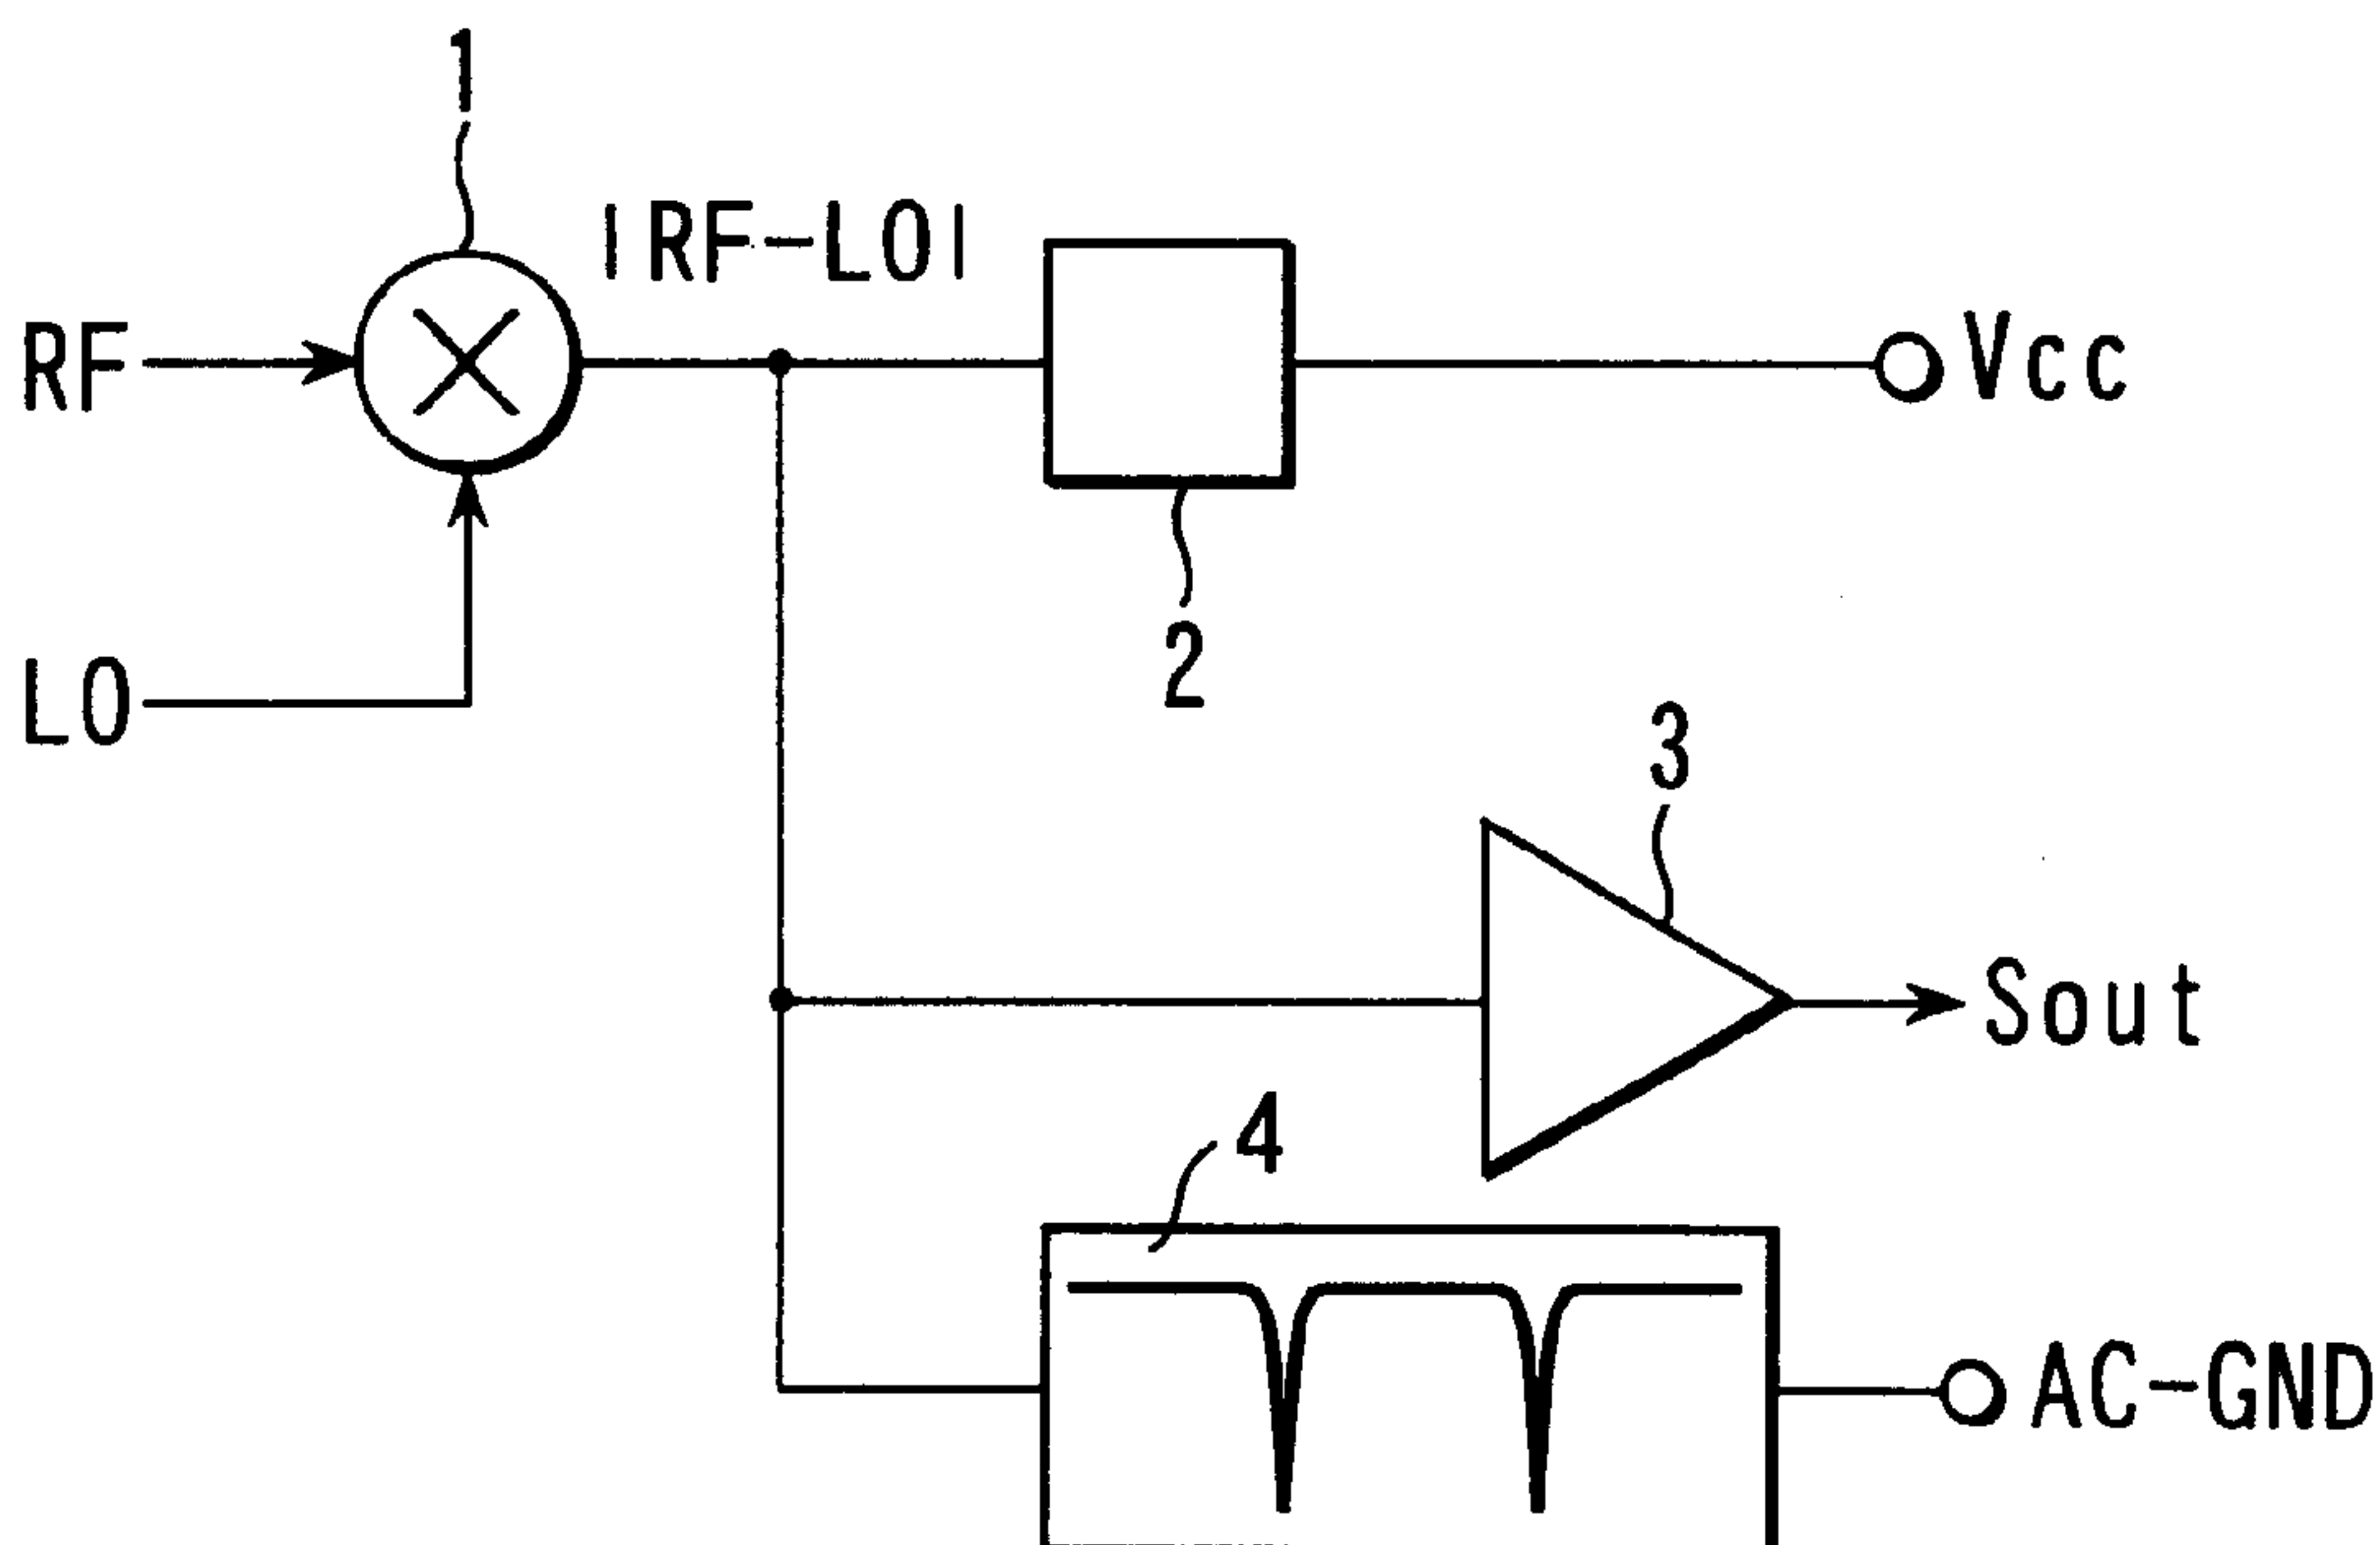 1
|RF-LO|
RF
Vcc
LO
2
3
Sout
4
AC-GND